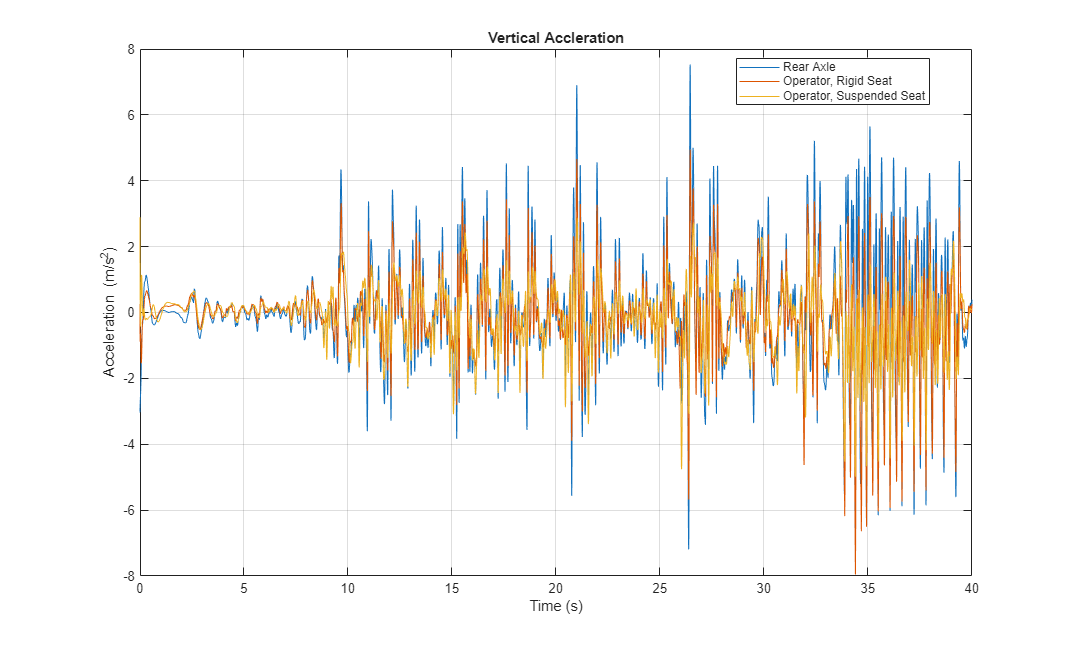 Vertical Accleration
Rear Axle
Operator, Rigid Seat
Operator, Suspended Seat
8
6
4
2
0
-2
-4
-6
-8
Acceleration (m/s²)
0 5 10 15 20 25 30 35 40
Time (s)